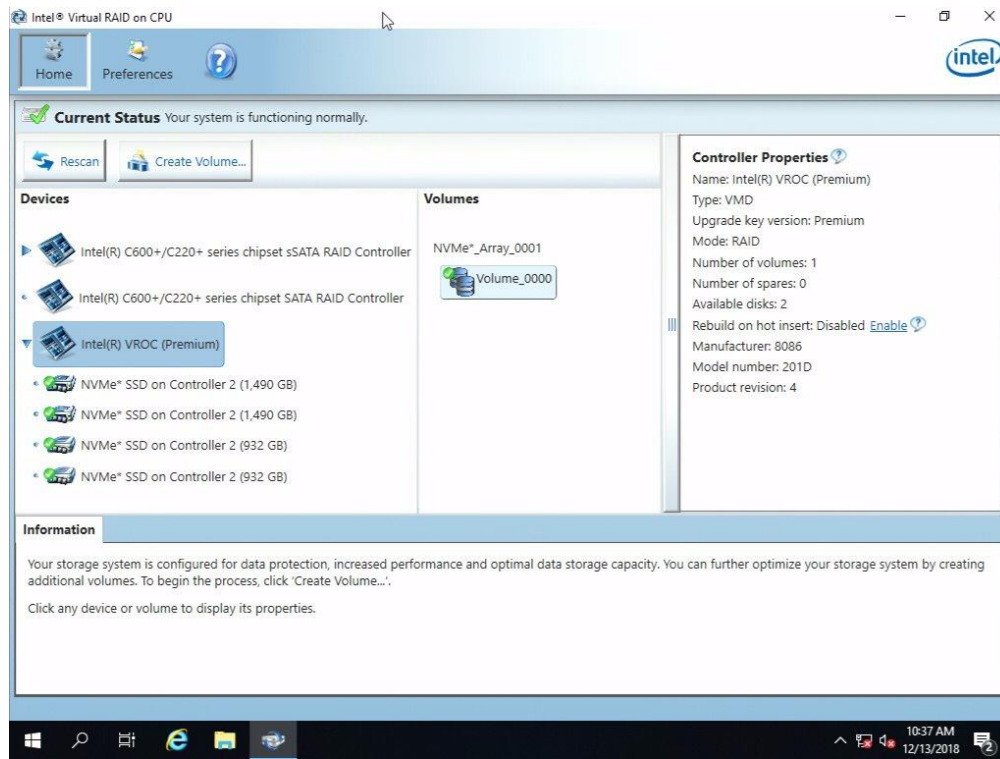 Intel® Virtual RAID on CPU
Home
Preferences
?
intel
Current Status Your system is functioning normally.
Rescan
Create Volume...
Devices
Intel(R) C600+/C220+ series chipset sSATA RAID Controller
Intel(R) C600+/C220+ series chipset SATA RAID Controller
Intel(R) VROC (Premium)
NVMe* SSD on Controller 2 (1,490 GB)
NVMe* SSD on Controller 2 (1,490 GB)
NVMe* SSD on Controller 2 (932 GB)
NVMe* SSD on Controller 2 (932 GB)
Volumes
NVMe*_Array_0001
Volume_0000
Controller Properties ?
Name: Intel(R) VROC (Premium)
Type: VMD
Upgrade key version: Premium
Mode: RAID
Number of volumes: 1
Number of spares: 0
Available disks: 2
Rebuild on hot insert: Disabled Enable ?
Manufacturer: 8086
Model number: 201D
Product revision: 4
Information
Your storage system is configured for data protection, increased performance and optimal data storage capacity. You can further optimize your storage system by creating
additional volumes. To begin the process, click 'Create Volume...'.
Click any device or volume to display its properties.
10:37 AM
12/13/2018
2